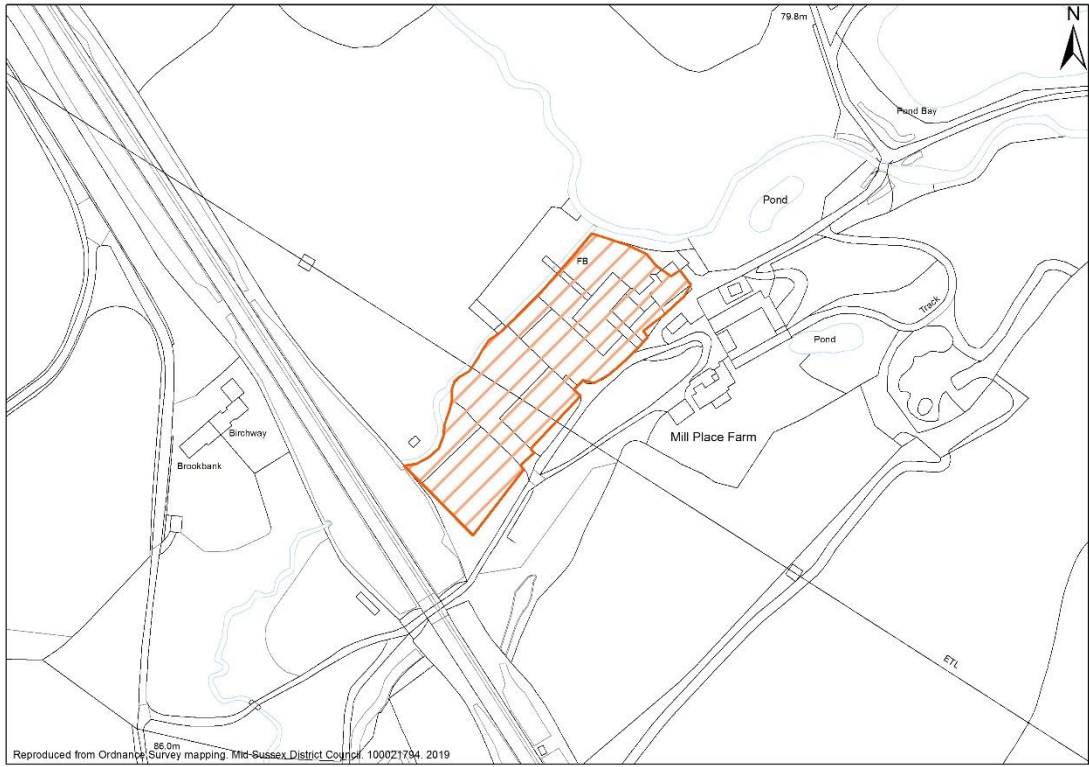 79.8m
N
Pond Bay
Pond
FB
Track
Pond
Mill Place Farm
Birchway
Brookbank
ETL
86.0m
Reproduced from Ordnance Survey mapping. Mid-Sussex District Council. 100021794. 2019